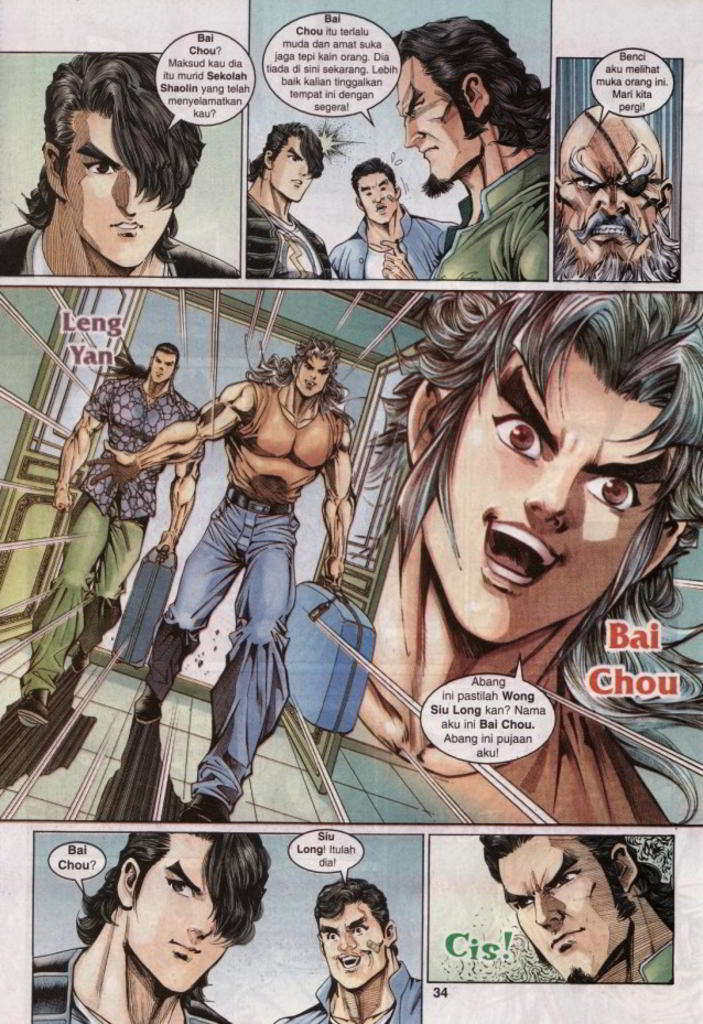 Bai
Chou?
Maksud kau dia
itu murid Sekolah
Shaolin yang telah
menyelamatkan
kau?
Bai
Chou itu terlalu
muda dan amat suka
jaga tepi kain orang. Dia
tiada di sini sekarang. Lebih
baik kalian tinggalkan
tempat ini dengan
segera!
Benci
aku melihat
muka orang ini.
Mari kita
pergi!
Leng
Yan
Bai
Chou
Abang
ini pastilah Wong
Siu Long kan? Nama
aku ini Bai Chou.
Abang ini pujaan
aku!
Bai
Chou?
Siu
Long! Itulah
dia!
Cis!
34